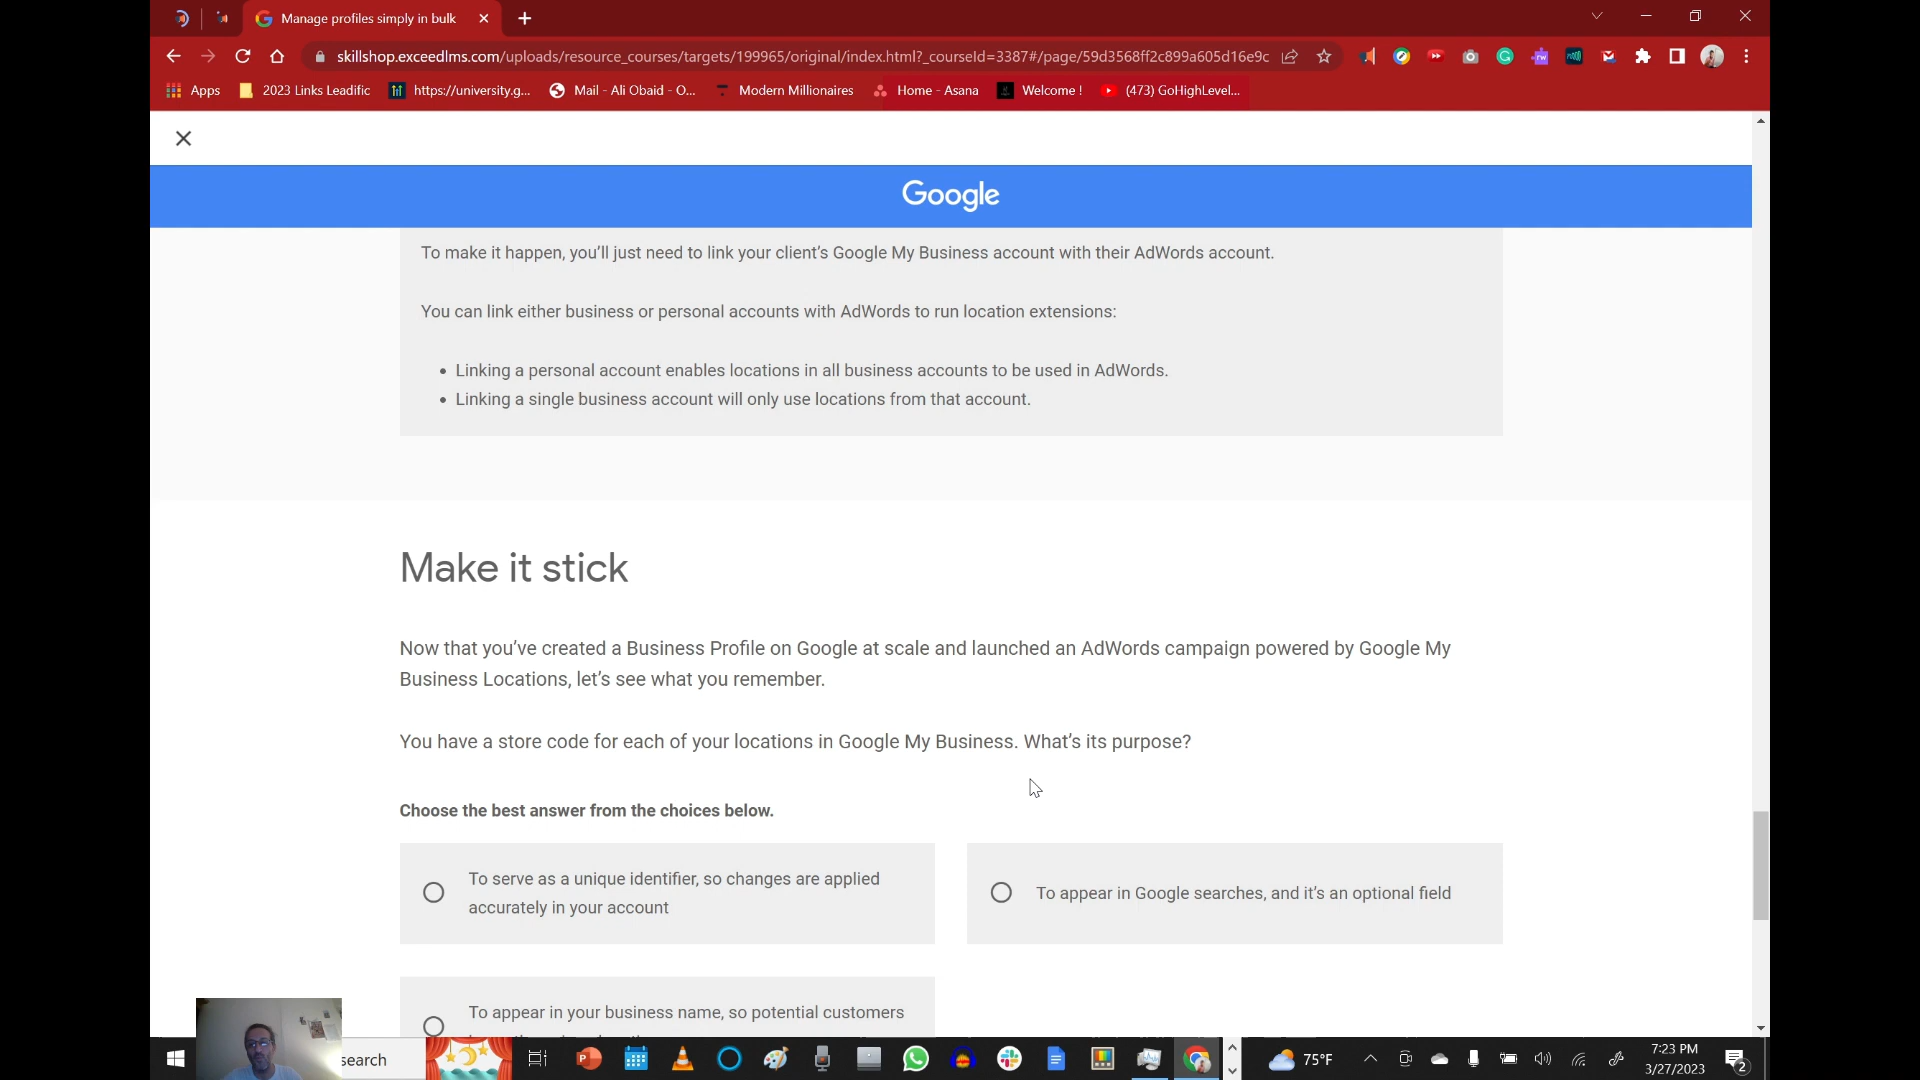 Manage profiles simply in bulk
skillshop.exceedlms.com/uploads/resource_courses/targets/199965/original/index.html?_courseId=3387#/page/59d3568ff2c899a605d16e9c
Apps 2023 Links Leadific https://university.g... Mail - Ali Obaid - O... Modern Millionaires Home - Asana Welcome ! (473) GoHighLevel...
Google
To make it happen, you’ll just need to link your client’s Google My Business account with their AdWords account.
You can link either business or personal accounts with AdWords to run location extensions:
• Linking a personal account enables locations in all business accounts to be used in AdWords.
• Linking a single business account will only use locations from that account.
Make it stick
Now that you’ve created a Business Profile on Google at scale and launched an AdWords campaign powered by Google My
Business Locations, let’s see what you remember.
You have a store code for each of your locations in Google My Business. What’s its purpose?
Choose the best answer from the choices below.
To serve as a unique identifier, so changes are applied
accurately in your account
To appear in Google searches, and it’s an optional field
To appear in your business name, so potential customers
search
75°F
7:23 PM
3/27/2023
2